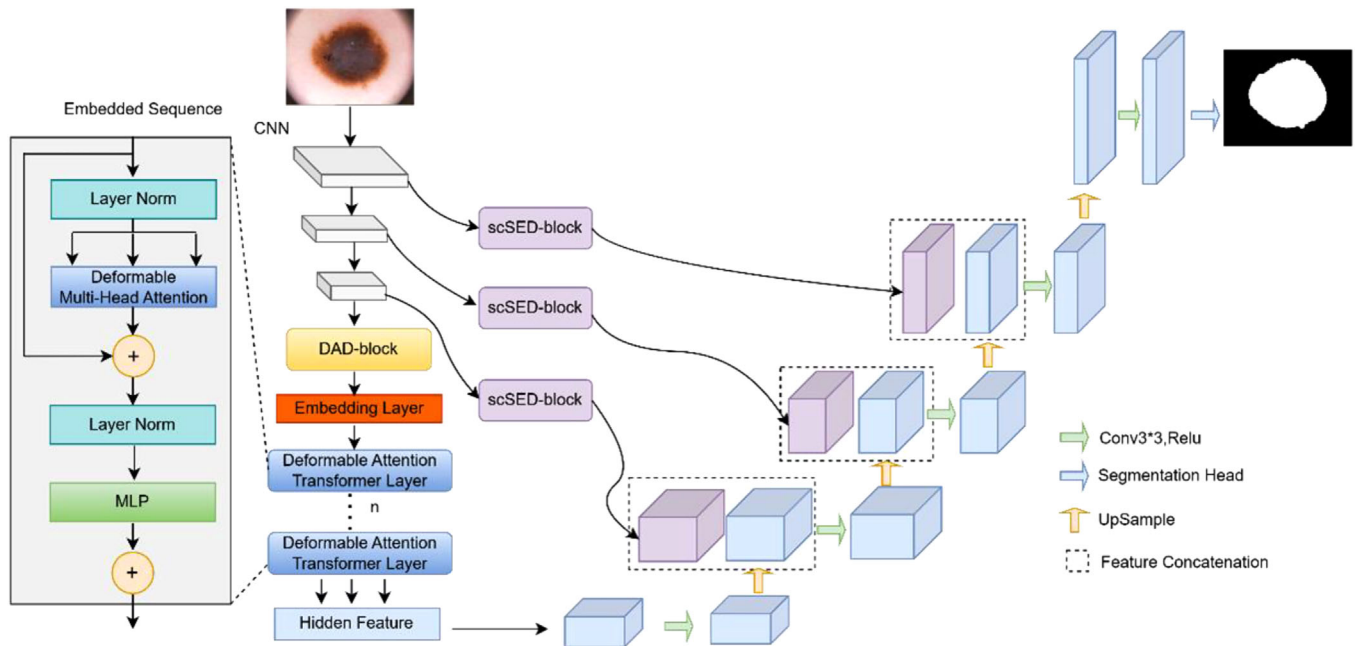 Embedded Sequence
Layer Norm
Deformable
Multi-Head Attention
+
Layer Norm
MLP
+
CNN
DAD-block
Embedding Layer
Deformable Attention
Transformer Layer
n
Deformable Attention
Transformer Layer
Hidden Feature
scSED-block
scSED-block
scSED-block
Conv3*3,Relu
Segmentation Head
UpSample
Feature Concatenation